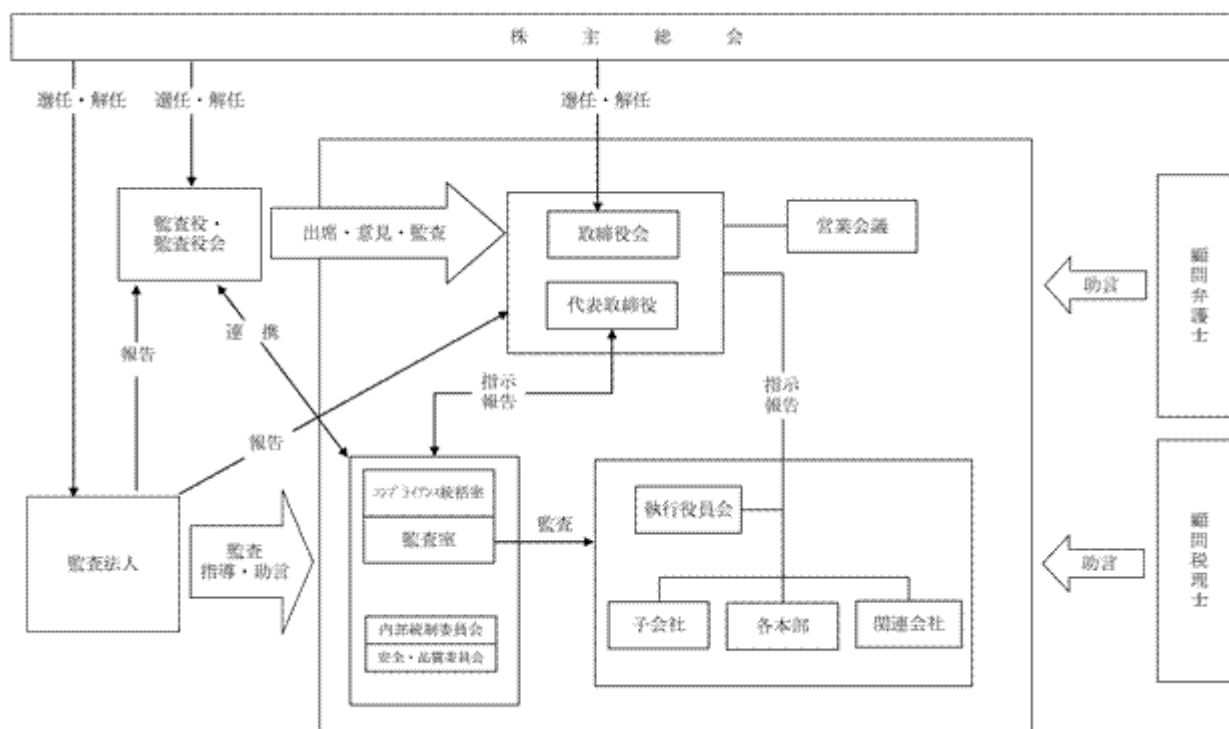 株主総会
選任・解任
選任・解任
選任・解任
監査役・
監査役会
出席・意見・監査
取締役会
代表取締役
営業会議
助言
顧問弁護士
連携
報告
指示
報告
指示
報告
報告
コンプライアンス統括室
監査室
監査
執行役員会
監査法人
監査
指導・助言
内部統制委員会
安全・品質委員会
子会社
各本部
関連会社
助言
顧問税理士